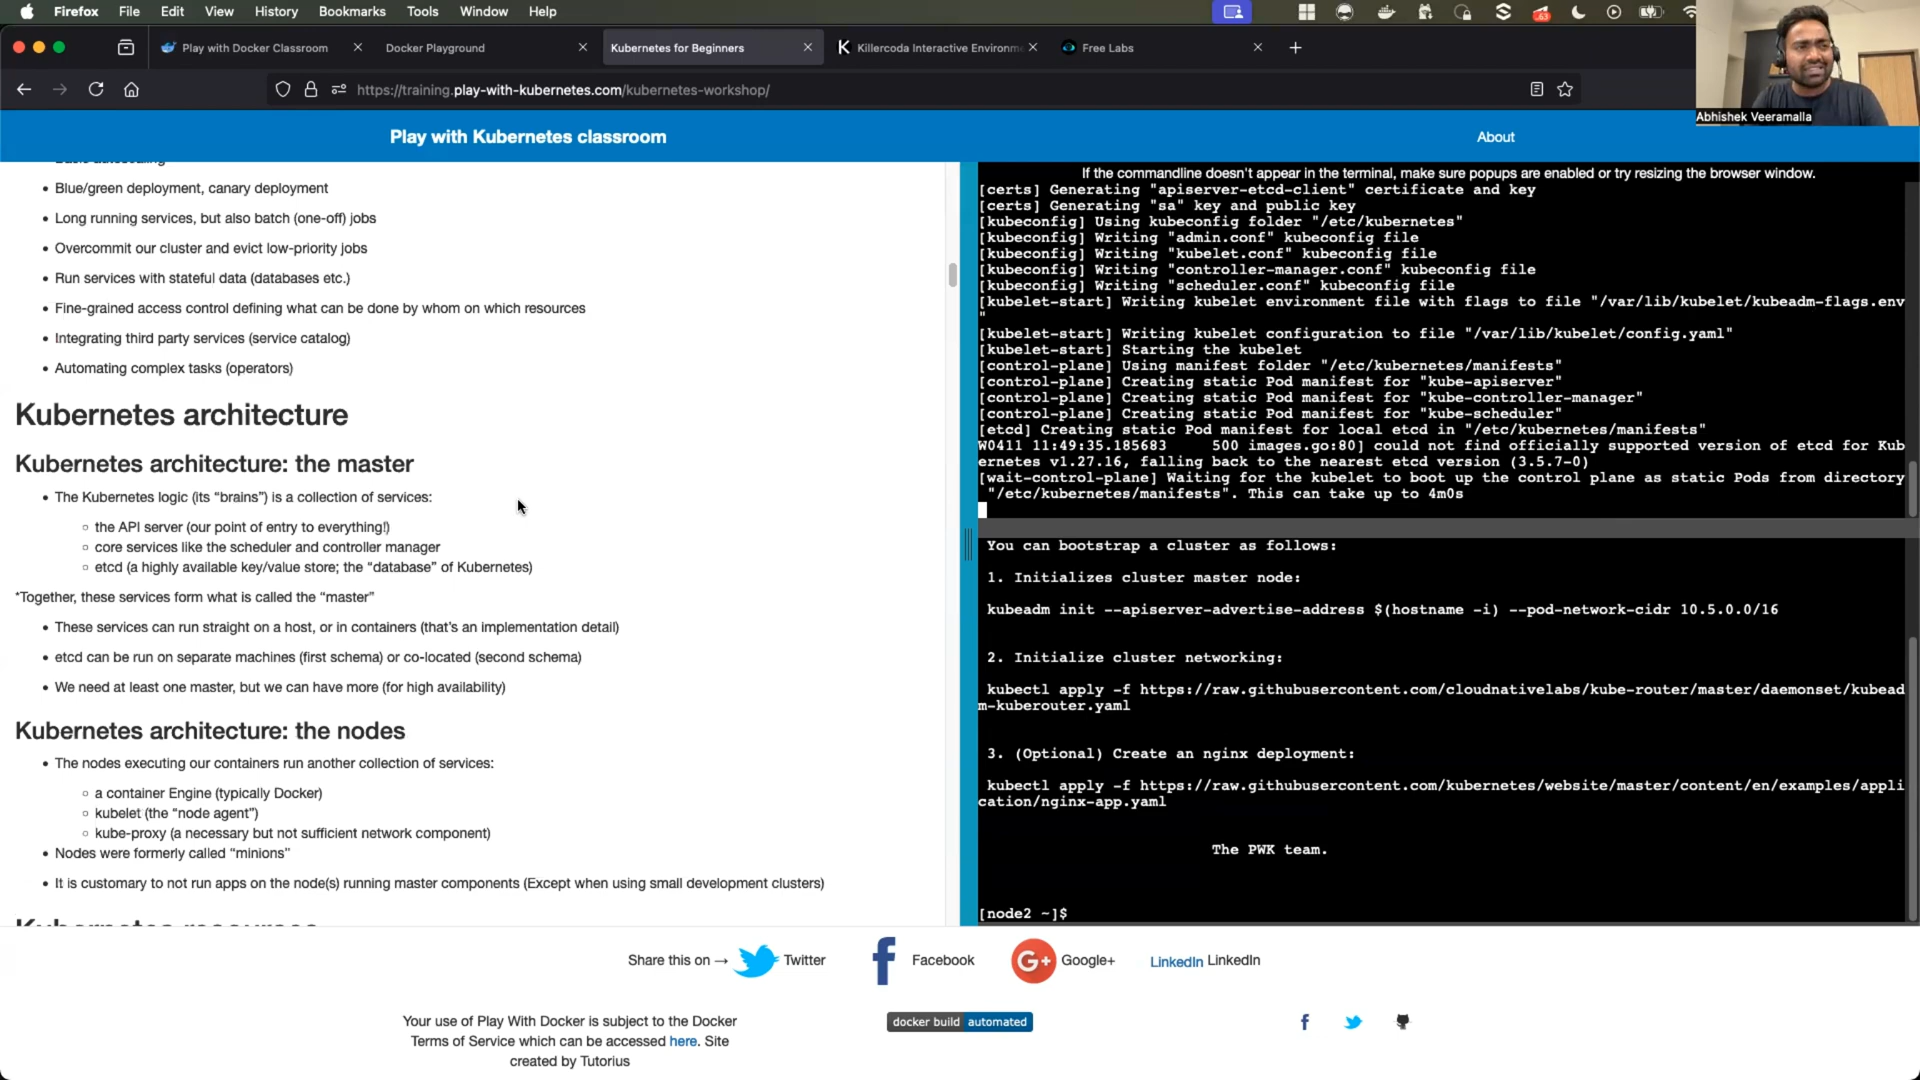 Firefox File Edit View History Bookmarks Tools Window Help
Play with Docker Classroom
Docker Playground
Kubernetes for Beginners
Killercoda Interactive Environm
Free Labs
https://training.play-with-kubernetes.com/kubernetes-workshop/
Abhishek Veeramalla
Play with Kubernetes classroom
About
• Blue/green deployment, canary deployment
• Long running services, but also batch (one-off) jobs
• Overcommit our cluster and evict low-priority jobs
• Run services with stateful data (databases etc.)
• Fine-grained access control defining what can be done by whom on which resources
• Integrating third party services (service catalog)
• Automating complex tasks (operators)
Kubernetes architecture
Kubernetes architecture: the master
• The Kubernetes logic (its “brains”) is a collection of services:
◦ the API server (our point of entry to everything!)
◦ core services like the scheduler and controller manager
◦ etcd (a highly available key/value store; the “database” of Kubernetes)
*Together, these services form what is called the “master”
• These services can run straight on a host, or in containers (that’s an implementation detail)
• etcd can be run on separate machines (first schema) or co-located (second schema)
• We need at least one master, but we can have more (for high availability)
Kubernetes architecture: the nodes
• The nodes executing our containers run another collection of services:
◦ a container Engine (typically Docker)
◦ kubelet (the “node agent”)
◦ kube-proxy (a necessary but not sufficient network component)
• Nodes were formerly called “minions”
• It is customary to not run apps on the node(s) running master components (Except when using small development clusters)
If the commandline doesn't appear in the terminal, make sure popups are enabled or try resizing the browser window.
[certs] Generating "apiserver-etcd-client" certificate and key
[certs] Generating "sa" key and public key
[kubeconfig] Using kubeconfig folder "/etc/kubernetes"
[kubeconfig] Writing "admin.conf" kubeconfig file
[kubeconfig] Writing "kubelet.conf" kubeconfig file
[kubeconfig] Writing "controller-manager.conf" kubeconfig file
[kubeconfig] Writing "scheduler.conf" kubeconfig file
[kubelet-start] Writing kubelet environment file with flags to file "/var/lib/kubelet/kubeadm-flags.env
"
[kubelet-start] Writing kubelet configuration to file "/var/lib/kubelet/config.yaml"
[kubelet-start] Starting the kubelet
[control-plane] Using manifest folder "/etc/kubernetes/manifests"
[control-plane] Creating static Pod manifest for "kube-apiserver"
[control-plane] Creating static Pod manifest for "kube-controller-manager"
[control-plane] Creating static Pod manifest for "kube-scheduler"
[etcd] Creating static Pod manifest for local etcd in "/etc/kubernetes/manifests"
W0411 11:49:35.185683     500 images.go:80] could not find officially supported version of etcd for Kub
ernetes v1.27.16, falling back to the nearest etcd version (3.5.7-0)
[wait-control-plane] Waiting for the kubelet to boot up the control plane as static Pods from directory
"/etc/kubernetes/manifests". This can take up to 4m0s
You can bootstrap a cluster as follows:
1. Initializes cluster master node:
kubeadm init --apiserver-advertise-address $(hostname -i) --pod-network-cidr 10.5.0.0/16
2. Initialize cluster networking:
kubectl apply -f https://raw.githubusercontent.com/cloudnativelabs/kube-router/master/daemonset/kubead
m-kuberouter.yaml
3. (Optional) Create an nginx deployment:
kubectl apply -f https://raw.githubusercontent.com/kubernetes/website/master/content/en/examples/appli
cation/nginx-app.yaml
The PWK team.
[node2 ~]$
Share this on → Twitter Facebook Google+ LinkedIn LinkedIn
Your use of Play With Docker is subject to the Docker
Terms of Service which can be accessed here. Site
created by Tutorius
docker build automated